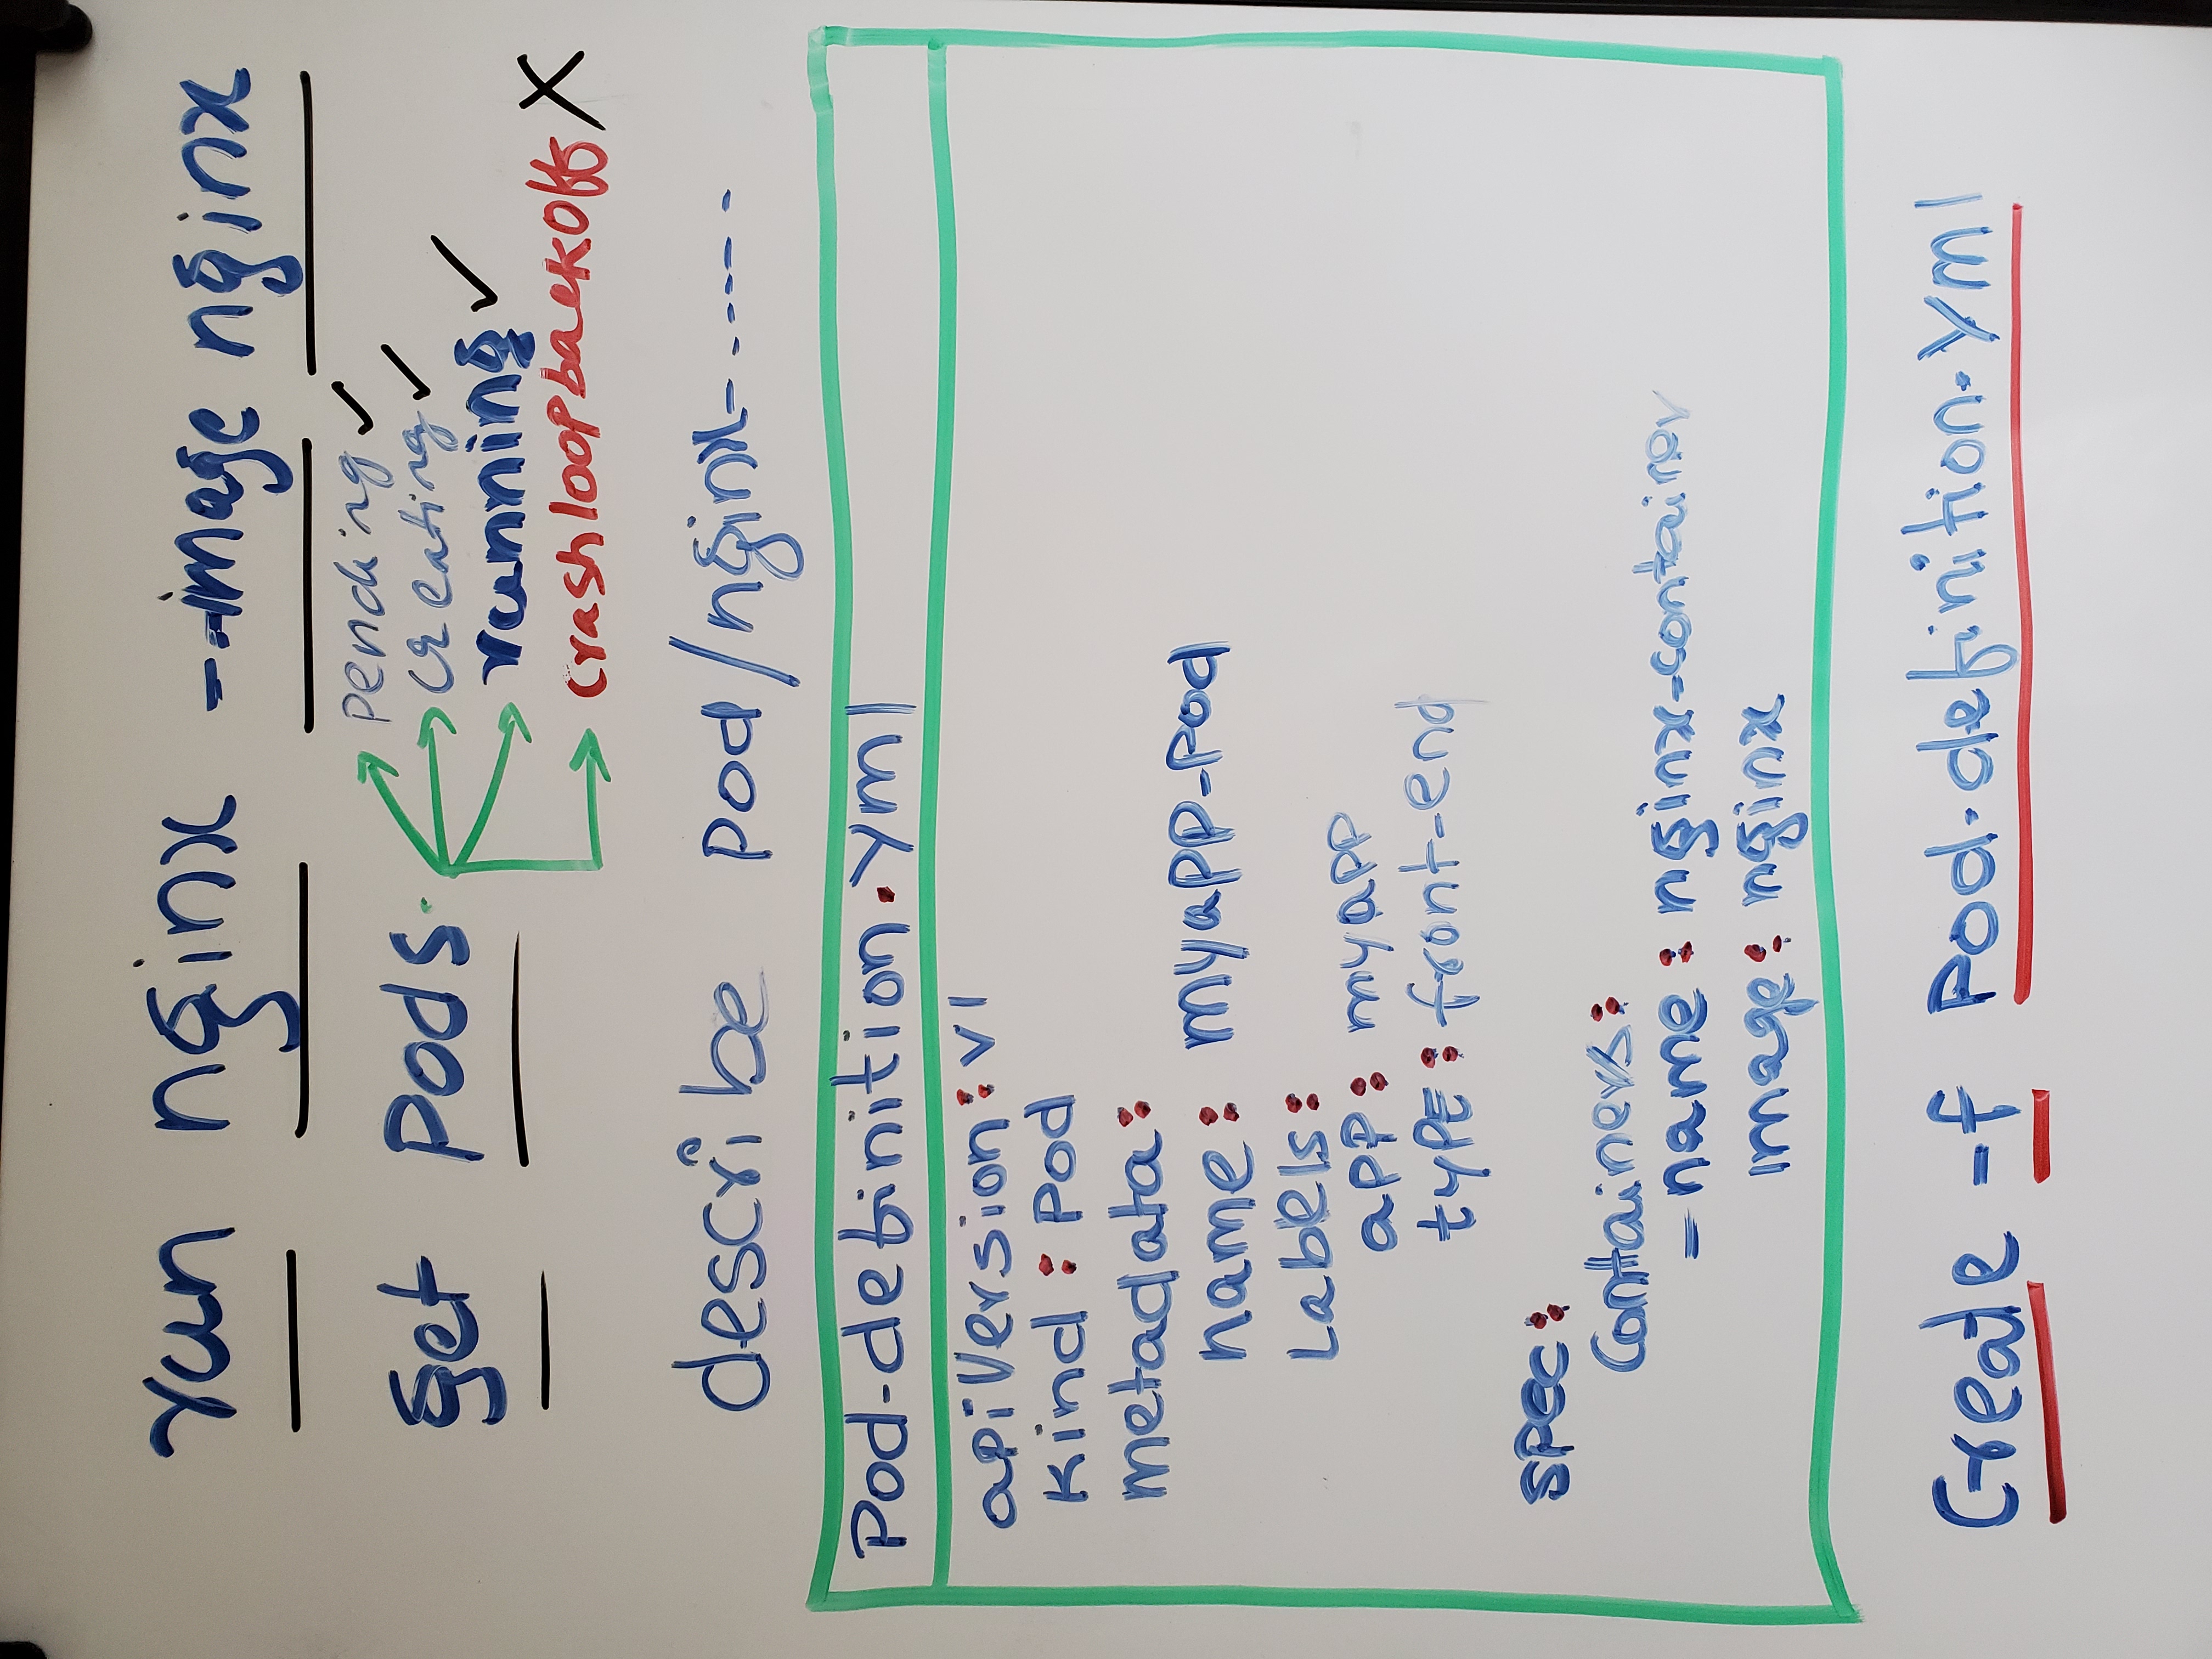 run nginx --image nginx
get pods
pending ✓
creating ✓
running ✓
crashloopbackoff X
describe pod/nginx-.-----
Pod-definition.yml
apiVersion: v1
kind: Pod
metadata:
name: myapp-pod
Labels:
app: myapp
type: front-end
spec:
Containers:
- name: nginx-container
image: nginx
Create -f Pod-definition.yml